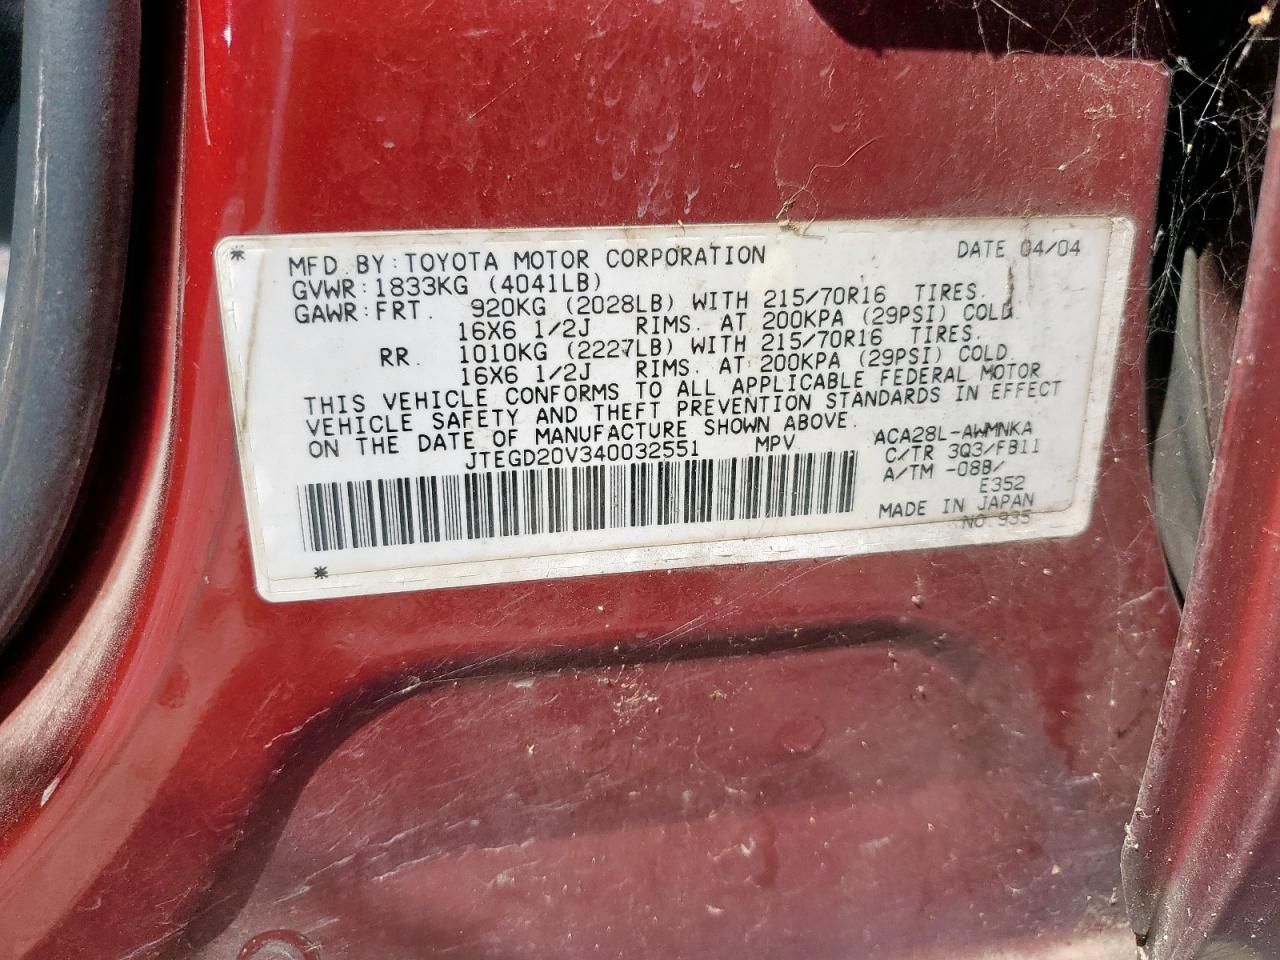 * DATE 04/04
MFD.BY:TOYOTA MOTOR CORPORATION
GVWR:1833KG (4041LB)
GAWR:FRT. 920KG (2028LB) WITH 215/70R16 TIRES.
16X6 1/2J RIMS. AT 200KPA (29PSI) COLD.
RR. 1010KG (2227LB) WITH 215/70R16 TIRES.
16X6 1/2J RIMS. AT 200KPA (29PSI) COLD.
THIS VEHICLE CONFORMS TO ALL APPLICABLE FEDERAL MOTOR
VEHICLE SAFETY AND THEFT PREVENTION STANDARDS IN EFFECT
ON THE DATE OF MANUFACTURE SHOWN ABOVE.
JTEGD20V340032551 MPV.
ACA28L-AWMNKA
C/TR 3Q3/FB11
A/TM -08B/
E352
MADE IN JAPAN
NO.935
*